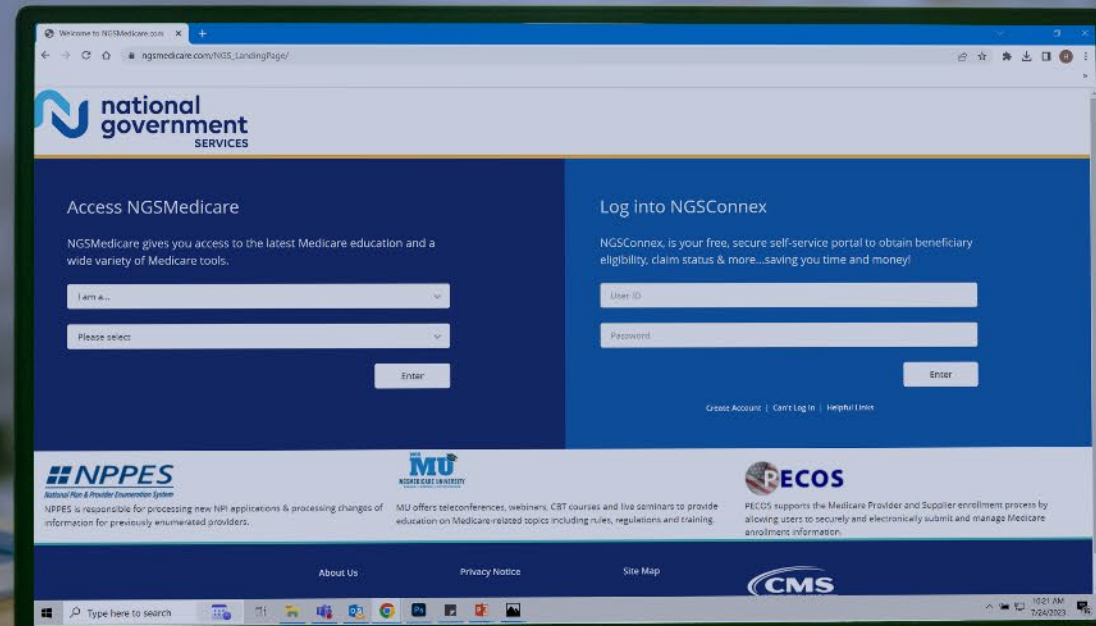 Welcome to NGSMedicare.com
ngsmedicare.com/NGS_LandingPage/
national
government
SERVICES
Access NGSMedicare
NGSMedicare gives you access to the latest Medicare education and a
wide variety of Medicare tools.
I am a...
Please select
Enter
Log into NGSConnex
NGSConnex, is your free, secure self-service portal to obtain beneficiary
eligibility, claim status & more...saving you time and money!
User ID
Password
Enter
Create Account | Can't Log In | Helpful Links
NPPES
National Plan & Provider Enumeration System
NPPES is responsible for processing new NPI applications & processing changes of
information for previously enumerated providers.
MU
NGSMEDICARE UNIVERSITY
MU offers teleconferences, webinars, CBT courses and live seminars to provide
education on Medicare-related topics including rules, regulations and training.
PECOS
PECOS supports the Medicare Provider and Supplier enrollment process by
allowing users to securely and electronically submit and manage Medicare
enrollment information.
About Us
Privacy Notice
Site Map
CMS
Type here to search
10:21 AM
7/24/2023